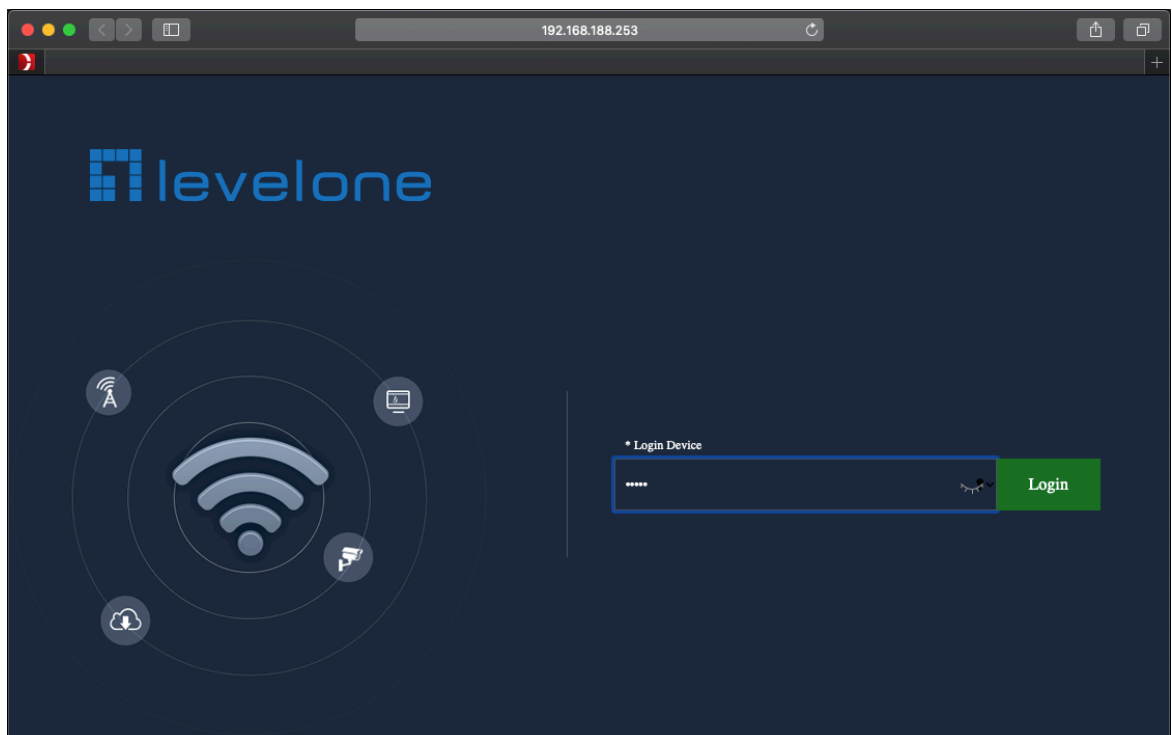 192.168.188.253
levelone
* Login Device
•••••
Login